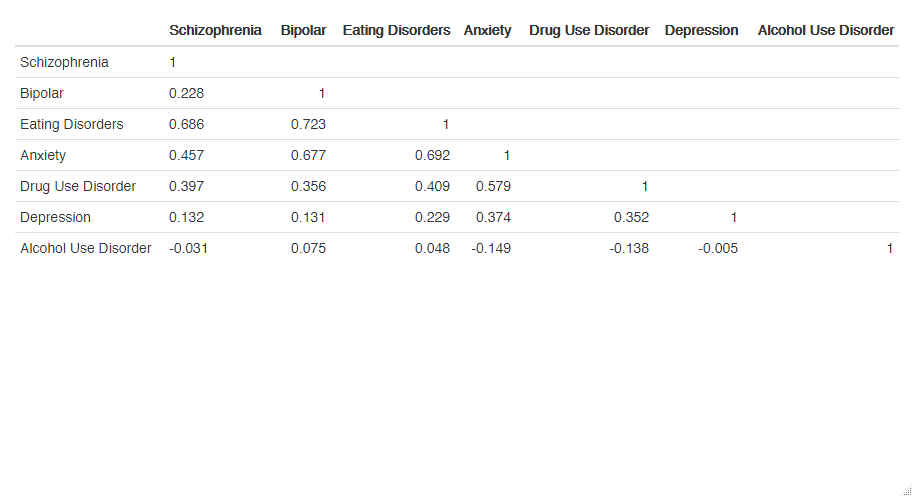 Schizophrenia Bipolar Eating Disorders Anxiety Drug Use Disorder Depression Alcohol Use Disorder
Schizophrenia 1
Bipolar 0.228 1
Eating Disorders 0.686 0.723 1
Anxiety 0.457 0.677 0.692 1
Drug Use Disorder 0.397 0.356 0.409 0.579 1
Depression 0.132 0.131 0.229 0.374 0.352 1
Alcohol Use Disorder -0.031 0.075 0.048 -0.149 -0.138 -0.005 1